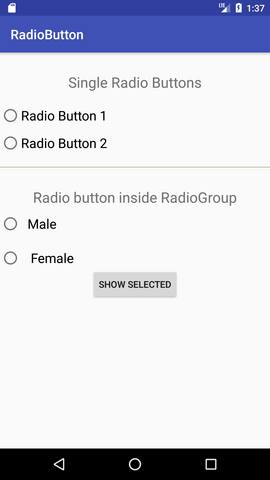 LTE 1:37
RadioButton
Single Radio Buttons
Radio Button 1
Radio Button 2
Radio button inside RadioGroup
Male
Female
SHOW SELECTED